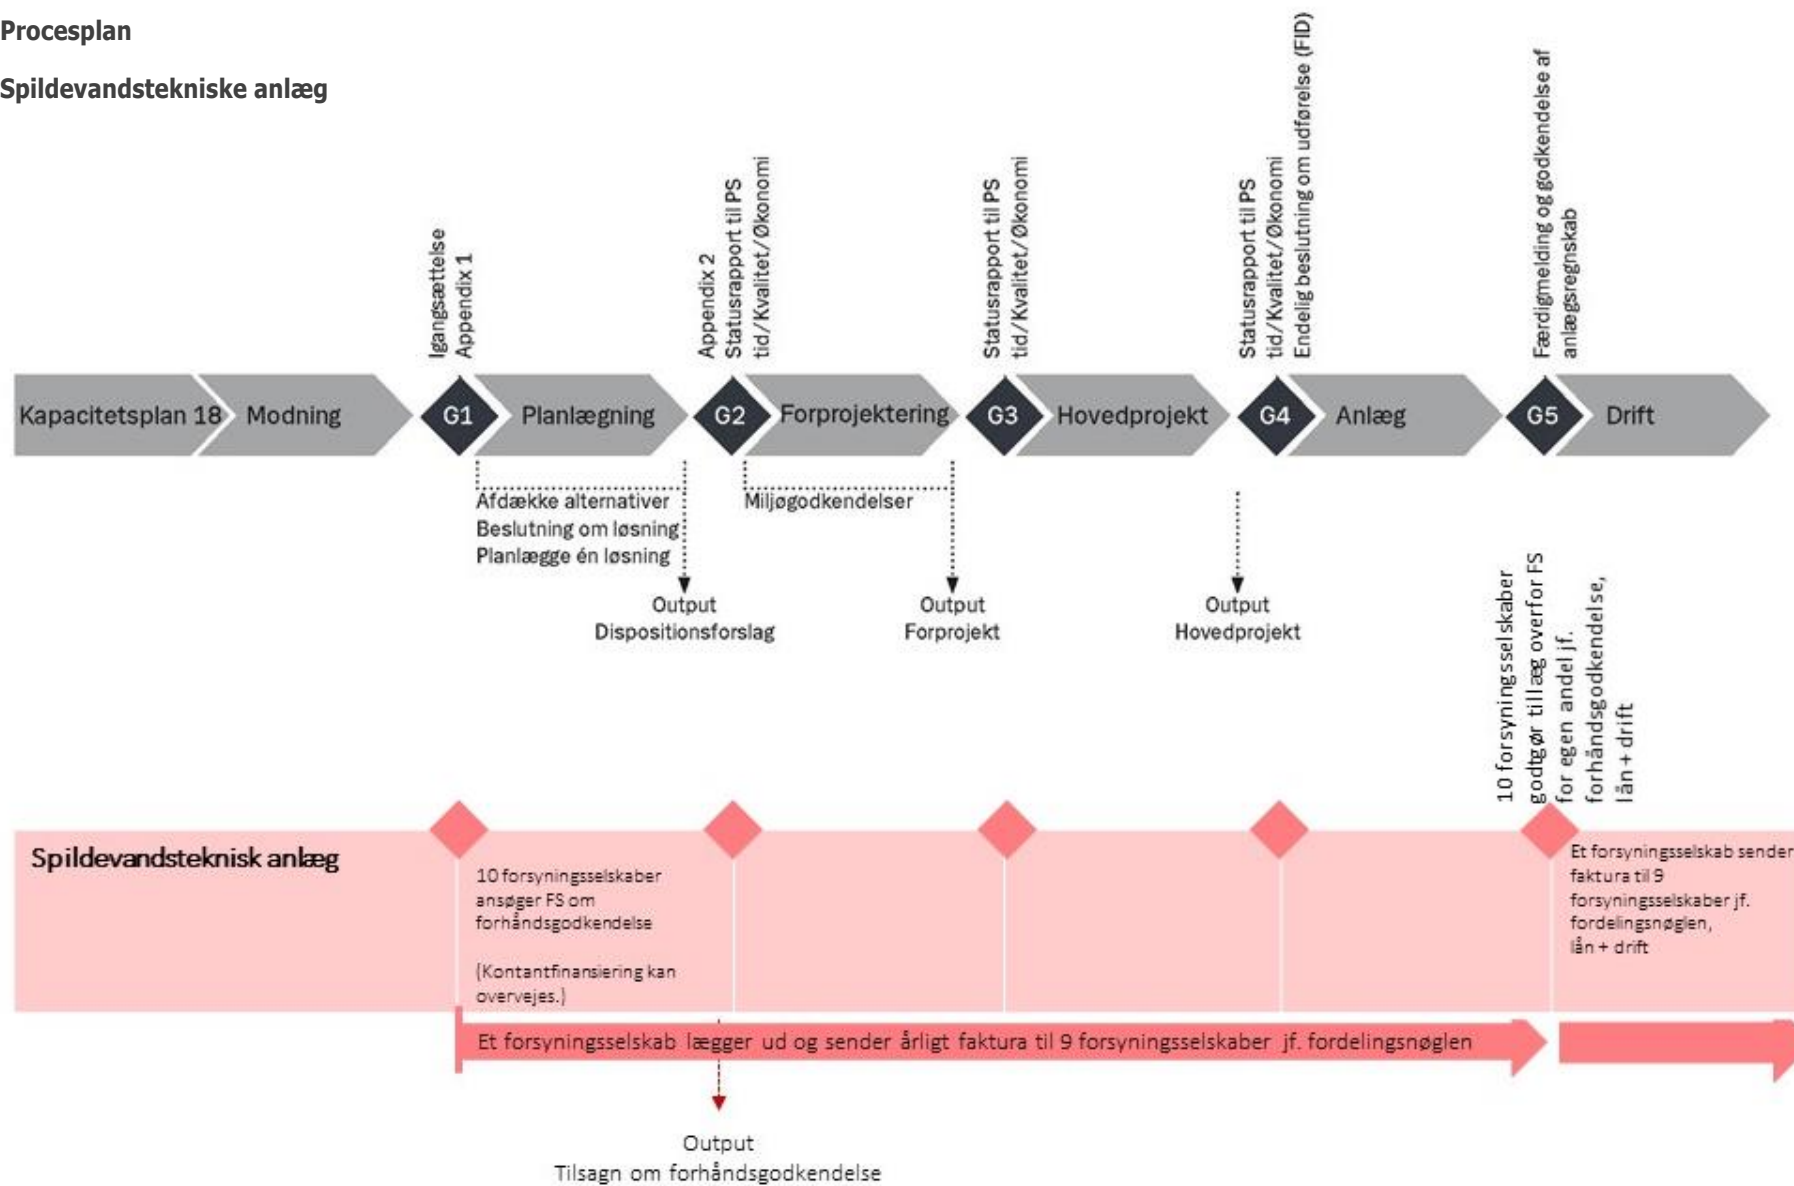 Procesplan
Spildevandstekniske anlæg
Igangsættelse
Appendix 1
Appendix 2
Statusrapport til PS
tid/Kvalitet/Økonomi
Statusrapport til PS
tid/Kvalitet/Økonomi
Statusrapport til PS
tid/Kvalitet/Økonomi
Endelig beslutning om udførelse (FID)
Færdigmelding og godkendelse af
anlægsregnskab
Kapacitetsplan 18
Modning
G1
Planlægning
G2
Forprojektering
G3
Hovedprojekt
G4
Anlæg
G5
Drift
Afdække alternativer
Beslutning om løsning
Planlægge én løsning
Miljøgodkendelser
Output
Dispositionsforslag
Output
Forprojekt
Output
Hovedprojekt
10 forsyningsselskaber
godtgør tillæg overfor FS
for egen andel jf.
forhåndsgodkendelse,
lån + drift
Spildevandsteknisk anlæg
10 forsyningsselskaber
ansøger FS om
forhåndsgodkendelse
(Kontantfinansiering kan
overvejes.)
Et forsyningsselskab sender
faktura til 9
forsyningsselskaber jf.
fordelingsnøglen,
lån + drift
Et forsyningsselskab lægger ud og sender årligt faktura til 9 forsyningsselskaber jf. fordelingsnøglen
Output
Tilsagn om forhåndsgodkendelse